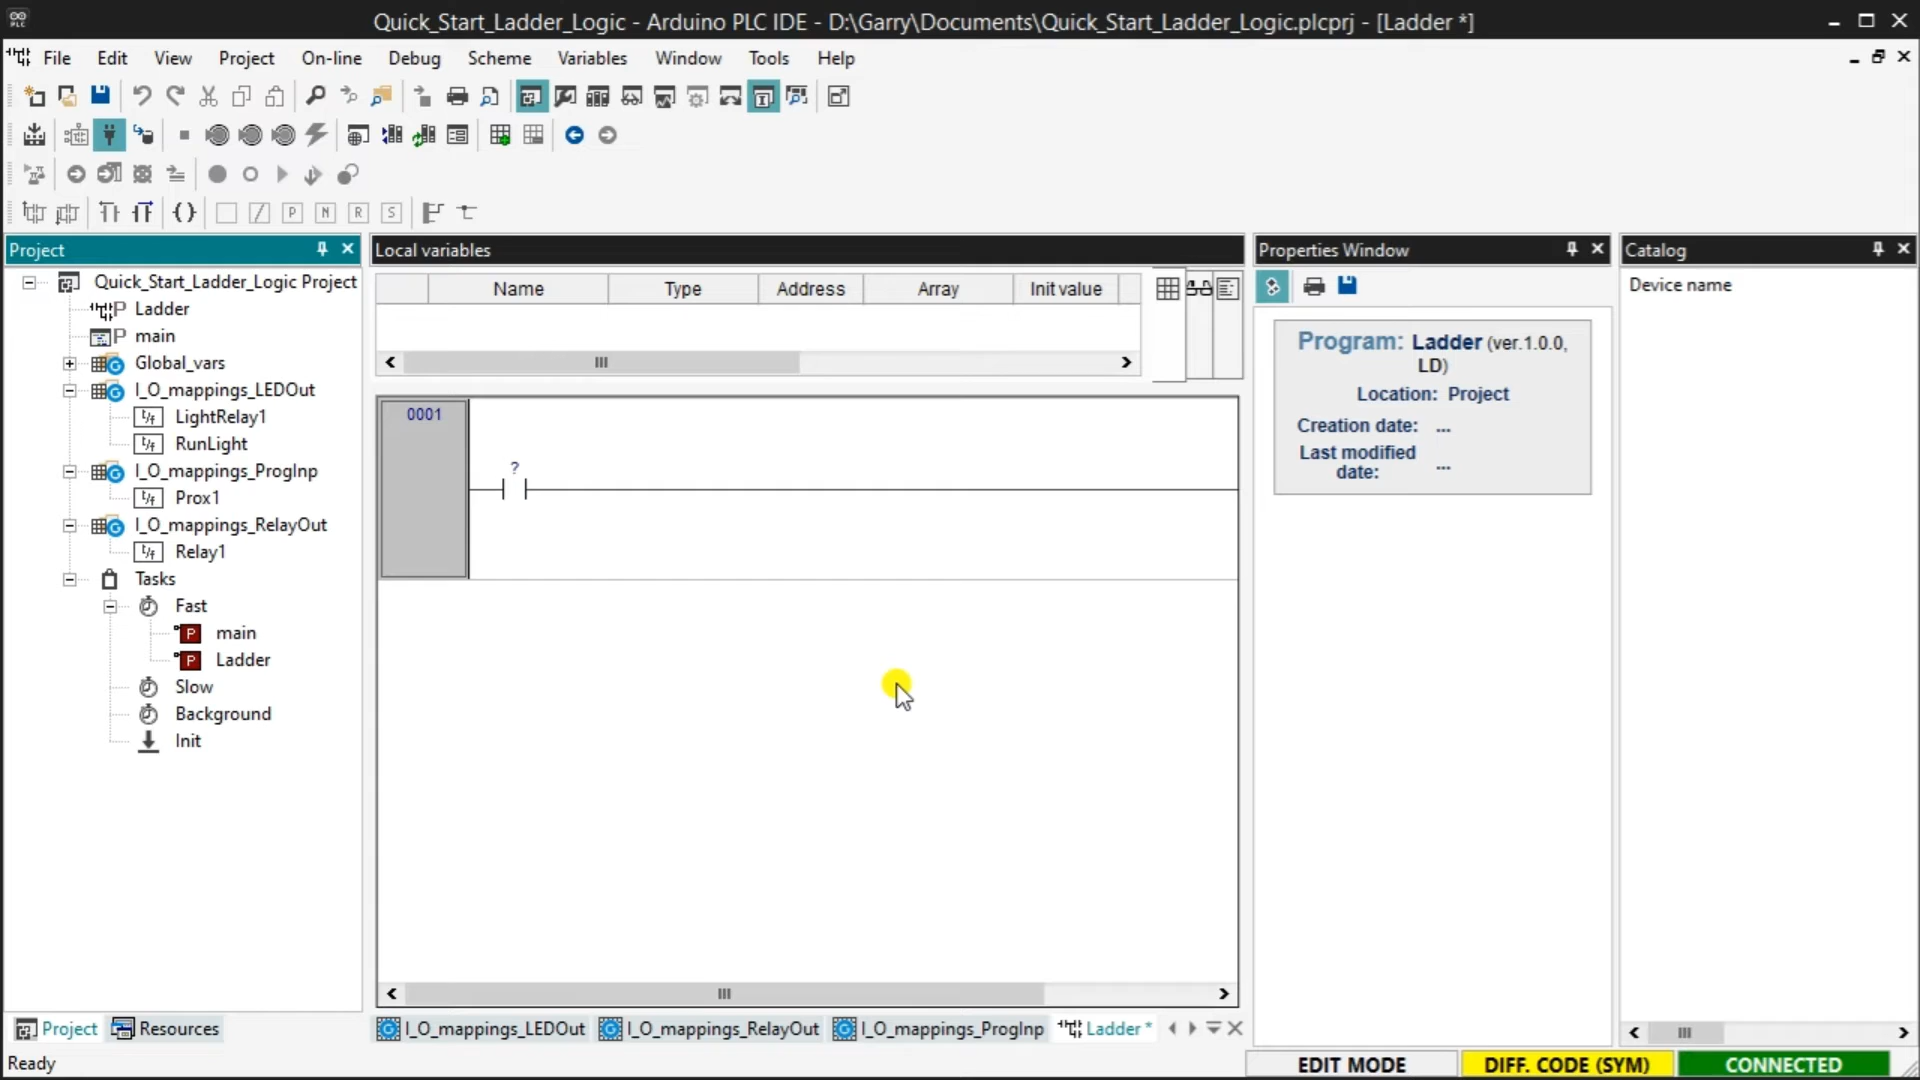 Quick_Start_Ladder_Logic - Arduino PLC IDE - D:\Garry\Documents\Quick_Start_Ladder_Logic.plcprj - [Ladder *]
File Edit View Project On-line Debug Scheme Variables Window Tools Help
P N R S
Project
Quick_Start_Ladder_Logic Project
P Ladder
P main
Global_vars
I_O_mappings_LEDOut
LightRelay1
RunLight
I_O_mappings_ProgInp
Prox1
I_O_mappings_RelayOut
Relay1
Tasks
Fast
P main
P Ladder
Slow
Background
Init
Project Resources
Local variables
Name Type Address Array Init value
0001
?
I_O_mappings_LEDOut I_O_mappings_RelayOut I_O_mappings_ProgInp Ladder *
Properties Window
Program: Ladder (ver.1.0.0,
LD)
Location: Project
Creation date: ...
Last modified
date: ...
Catalog
Device name
Ready
EDIT MODE DIFF. CODE (SYM) CONNECTED